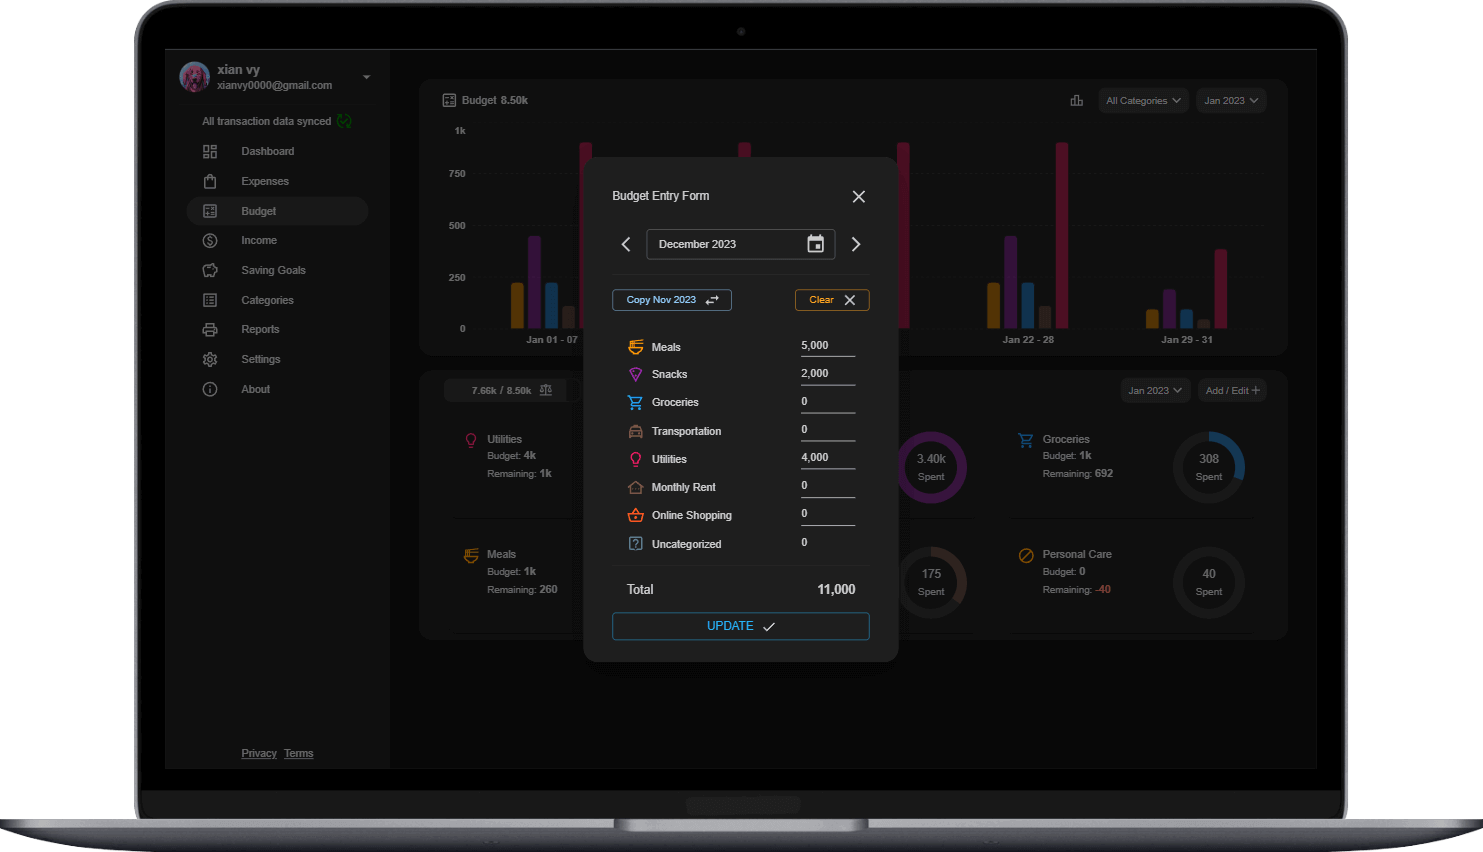 xian vy
xianvy0000@gmail.com
All transaction data synced
Dashboard
Expenses
Budget
Income
Saving Goals
Categories
Reports
Settings
About
Privacy Terms
Budget 8.50k
All Categories
Jan 2023
1k
750
500
250
0
Jan 01 - 07
Jan 22 - 28
Jan 29 - 31
7.66k / 8.50k
Jan 2023
Add / Edit
Utilities
Budget: 4k
Remaining: 1k
3.40k
Spent
Groceries
Budget: 1k
Remaining: 692
308
Spent
Meals
Budget: 1k
Remaining: 260
175
Spent
Personal Care
Budget: 0
Remaining: -40
40
Spent
Budget Entry Form
December 2023
Copy Nov 2023
Clear
Meals 5,000
Snacks 2,000
Groceries 0
Transportation 0
Utilities 4,000
Monthly Rent 0
Online Shopping 0
Uncategorized 0
Total 11,000
UPDATE